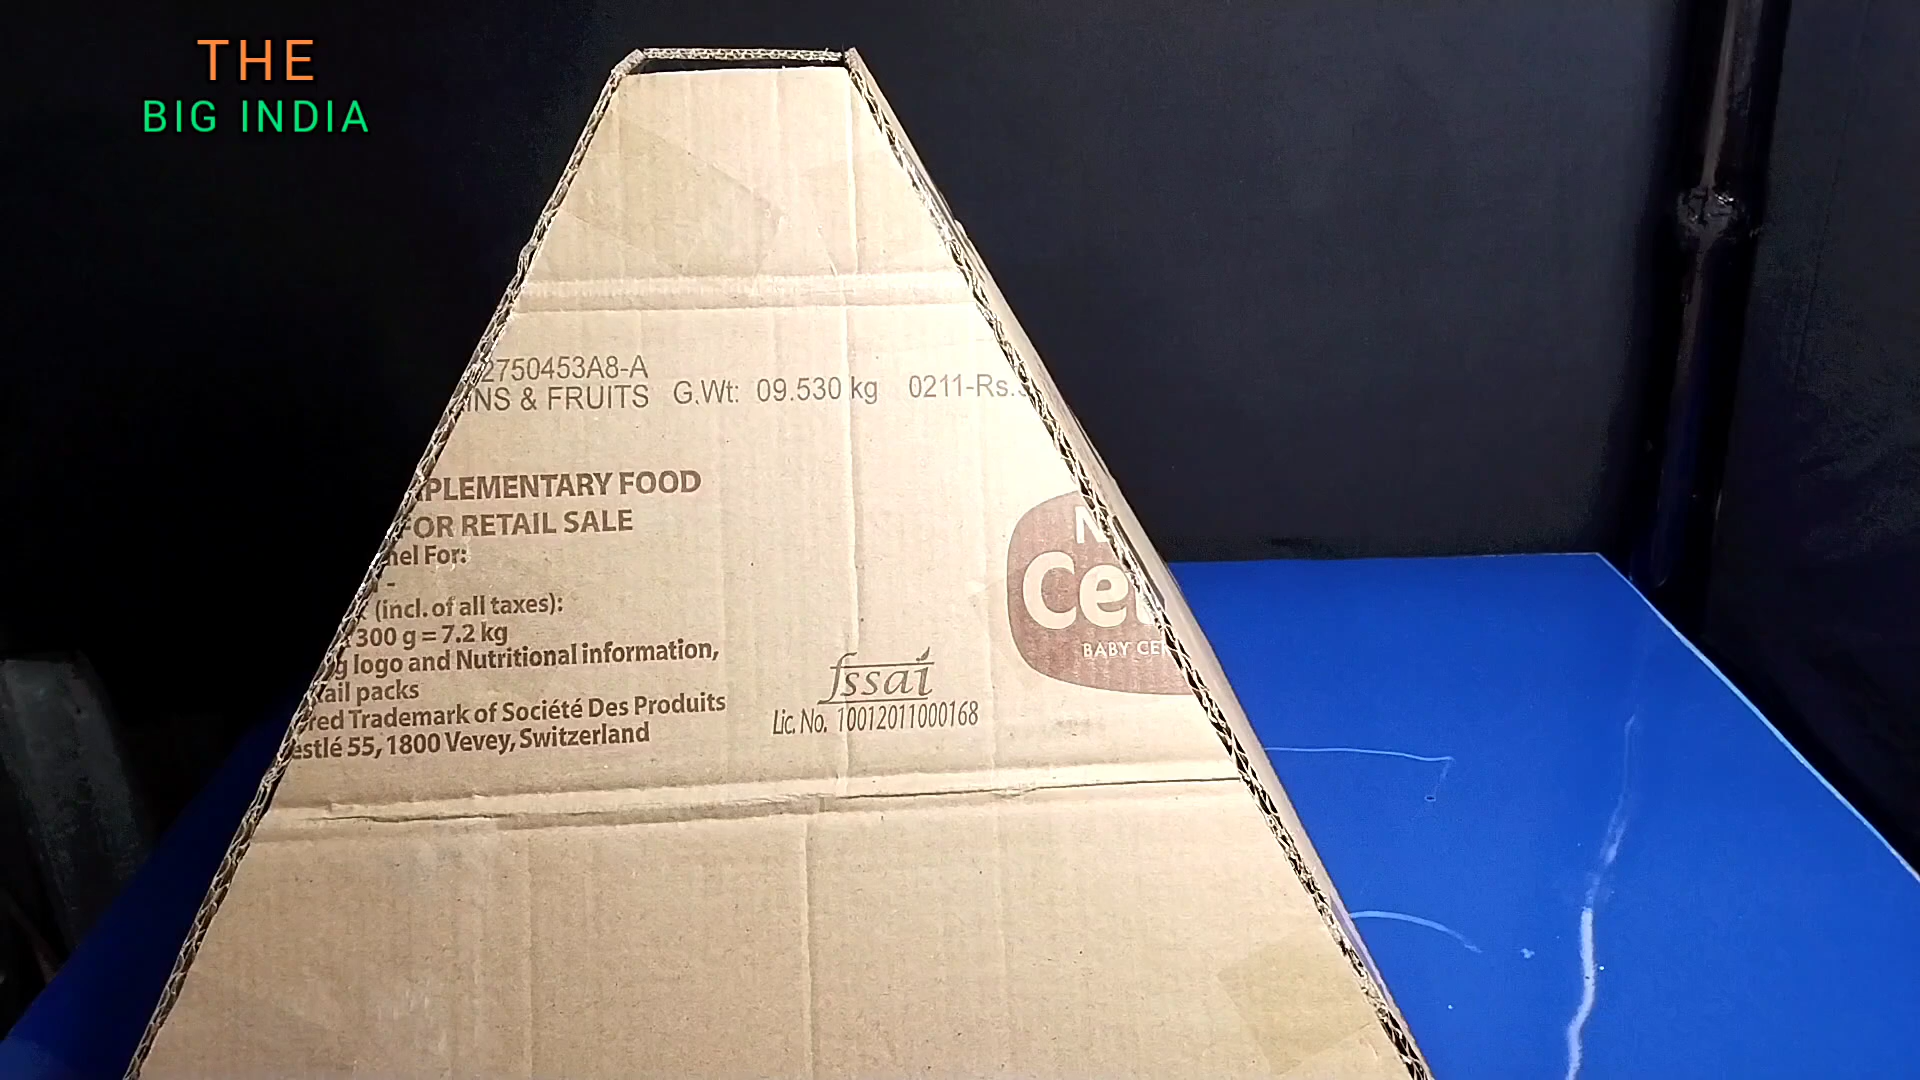 THE
BIG INDIA
2750453A8-A
INS & FRUITS G.Wt: 09.530 kg 0211-Rs.
PLEMENTARY FOOD
FOR RETAIL SALE
nel For:
-
(incl. of all taxes):
300 g = 7.2 kg
g logo and Nutritional information,
tail packs
red Trademark of Société Des Produits
estlé 55, 1800 Vevey, Switzerland
fssai
Lic. No. 10012011000168
N
Ce
BABY CE